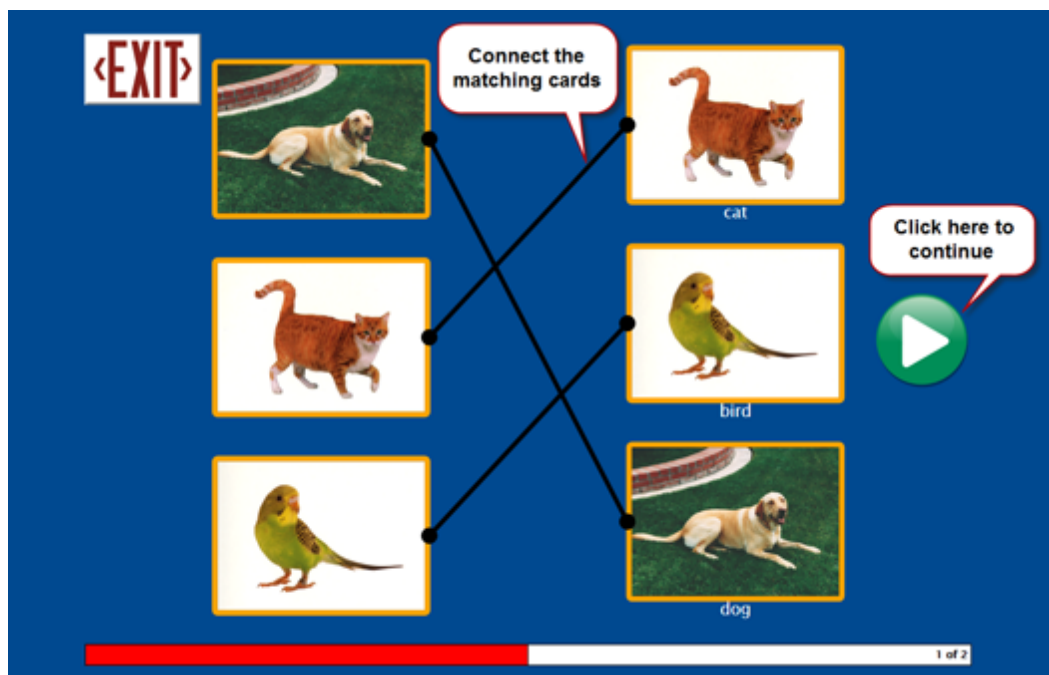 <EXIT>
Connect the
matching cards
cat
Click here to
continue
bird
dog
1 of 2